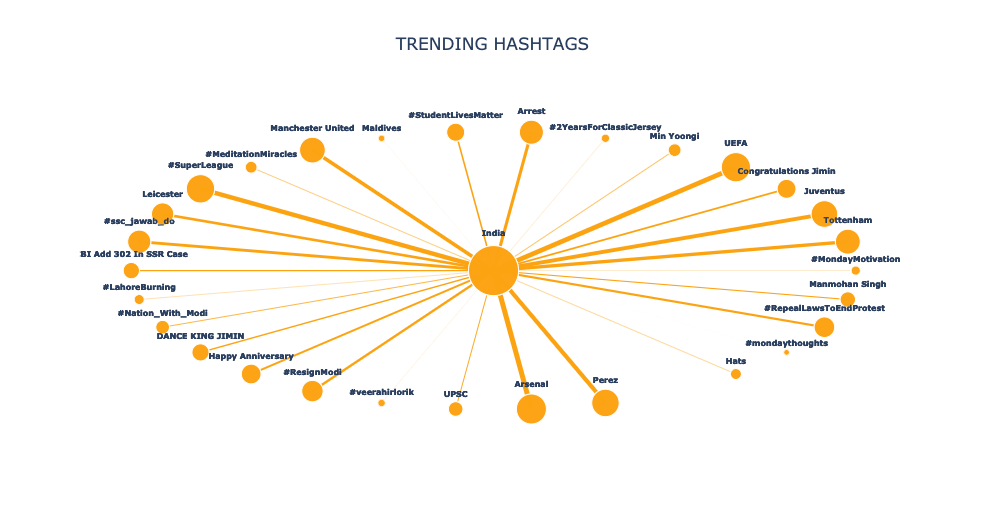 TRENDING HASHTAGS
Arrest
#StudentLivesMatter
Manchester United
Maldives
#2YearsForClassicJersey
Min Yoongi
UEFA
#MeditationMiracles
#SuperLeague
Congratulations Jimin
Leicester
Juventus
#ssc_jawab_do
Tottenham
India
BI Add 302 In SSR Case
#MondayMotivation
#LahoreBurning
Manmohan Singh
#Nation_With_Modi
#RepealLawsToEndProtest
DANCE KING JIMIN
#mondaythoughts
Happy Anniversary
Hats
#ResignModi
#veerahirlorik
UPSC
Arsenal
Perez